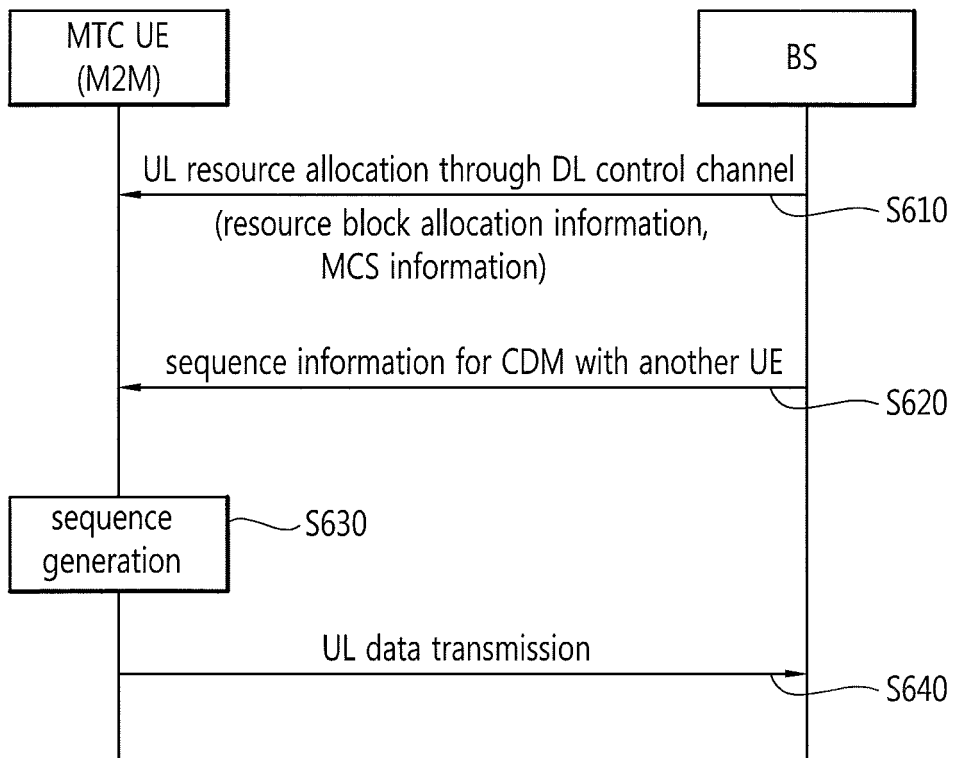 MTC UE
(M2M)
BS
UL resource allocation through DL control channel
S610
(resource block allocation information,
MCS information)
sequence information for CDM with another UE
S620
sequence
generation
S630
UL data transmission
S640